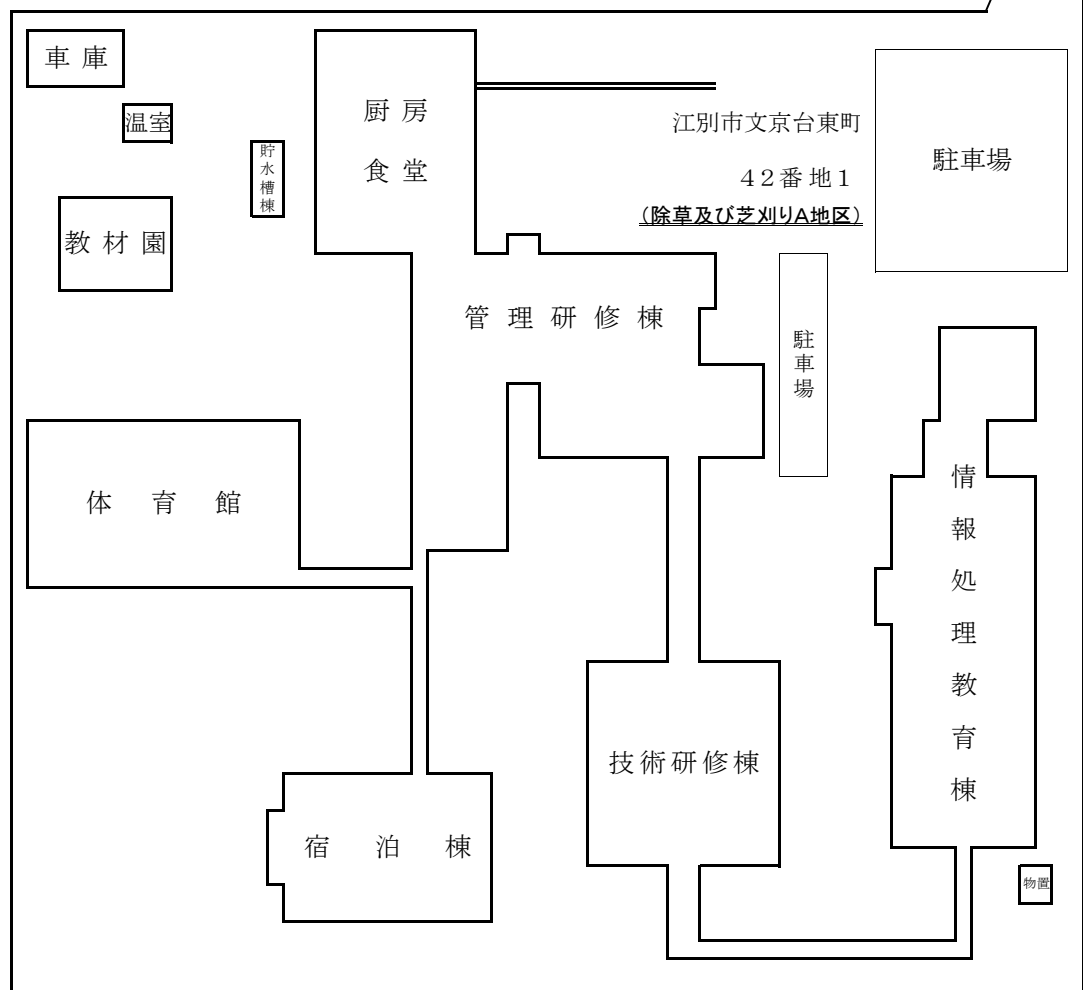 車庫
温室
貯水槽棟
教材園
厨房
食堂
江別市文京台東町
42番地1
(除草及び芝刈りA地区)
駐車場
管理研修棟
駐車場
体育館
情報処理教育棟
技術研修棟
宿泊棟
物置